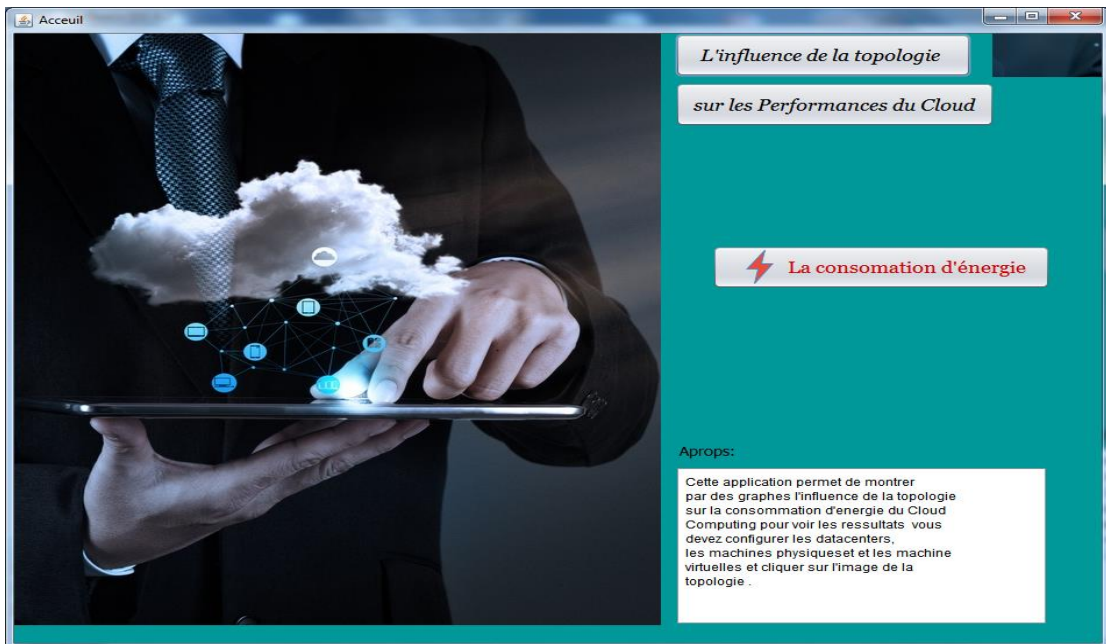 Acceuil
L'influence de la topologie
sur les Performances du Cloud
La consomation d'énergie
Aprops:
Cette application permet de montrer
par des graphes l'influence de la topologie
sur la consommation d'energie du Cloud
Computing pour voir les ressultats vous
devez configurer les datacenters,
les machines physiqueset et les machine
virtuelles et cliquer sur l'image de la
topologie .